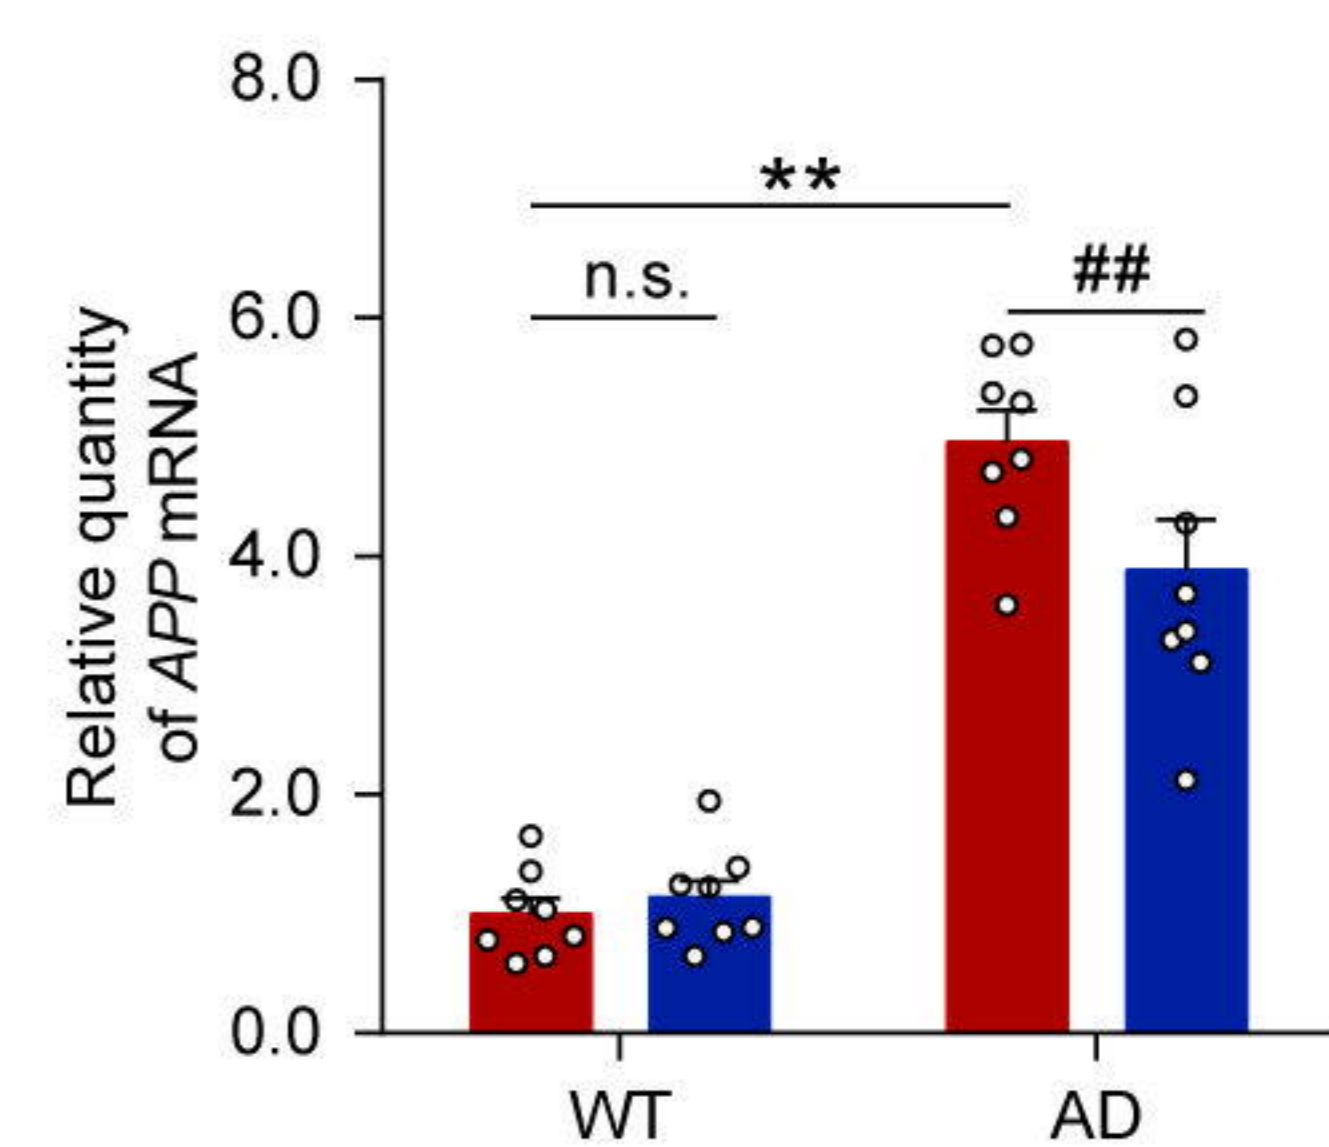 Relative quantity
of APP mRNA
8.0
6.0
4.0
2.0
0.0
**
n.s.
##
WT
AD